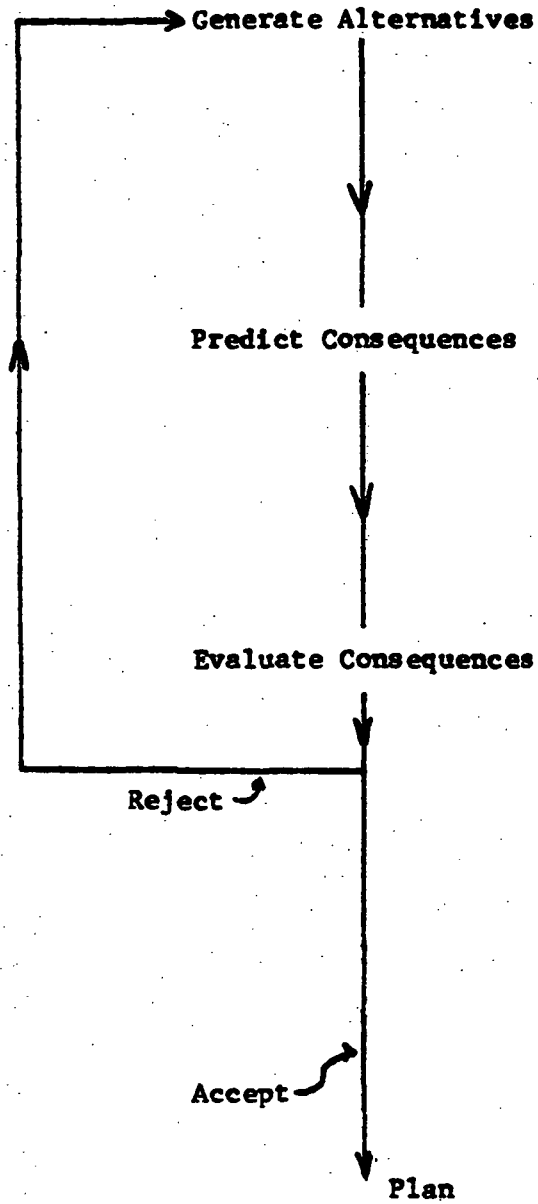 Generate Alternatives
Predict Consequences
Evaluate Consequences
Reject
Accept
Plan